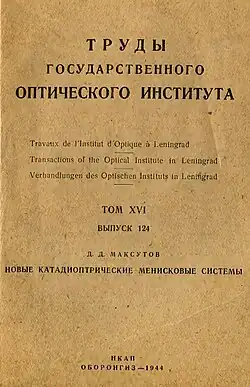 ТРУДЫ
ГОСУДАРСТВЕННОГО
ОПТИЧЕСКОГО ИНСТИТУТА
Travaux de l'Institut d'Optique à Leningrad
Transactions of the Optical Institute in Leningrad
Verhandlungen des Optischen Instituts in Leningrad
ТОМ XVI
ВЫПУСК 124
Д. Д. МАКСУТОВ
НОВЫЕ КАТАДИОПТРИЧЕСКИЕ МЕНИСКОВЫЕ СИСТЕМЫ
НКАП
ОБОРОНГИЗ—1944